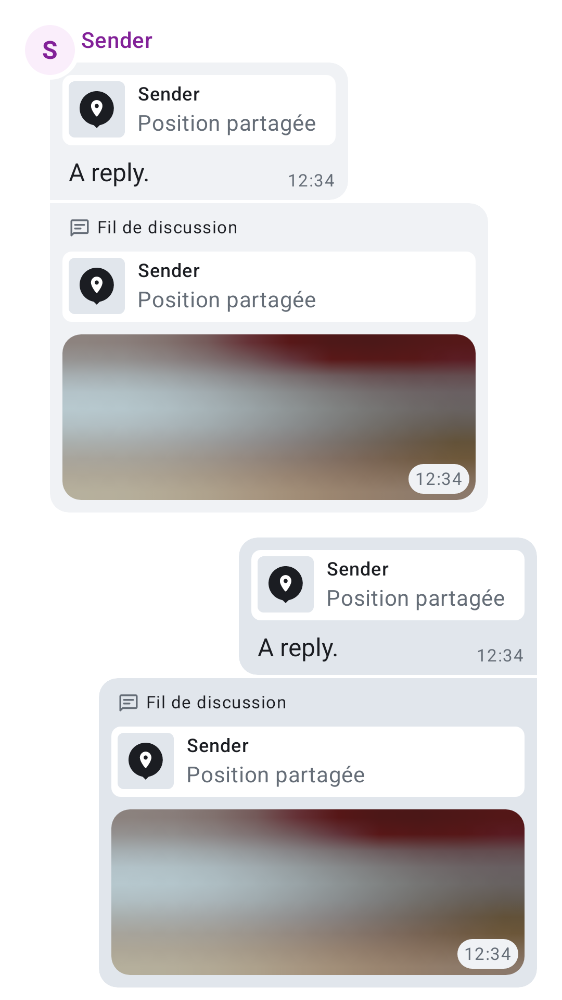 S
Sender
Sender
Position partagée
A reply.
12:34
Fil de discussion
Sender
Position partagée
12:34
Sender
Position partagée
A reply.
12:34
Fil de discussion
Sender
Position partagée
12:34